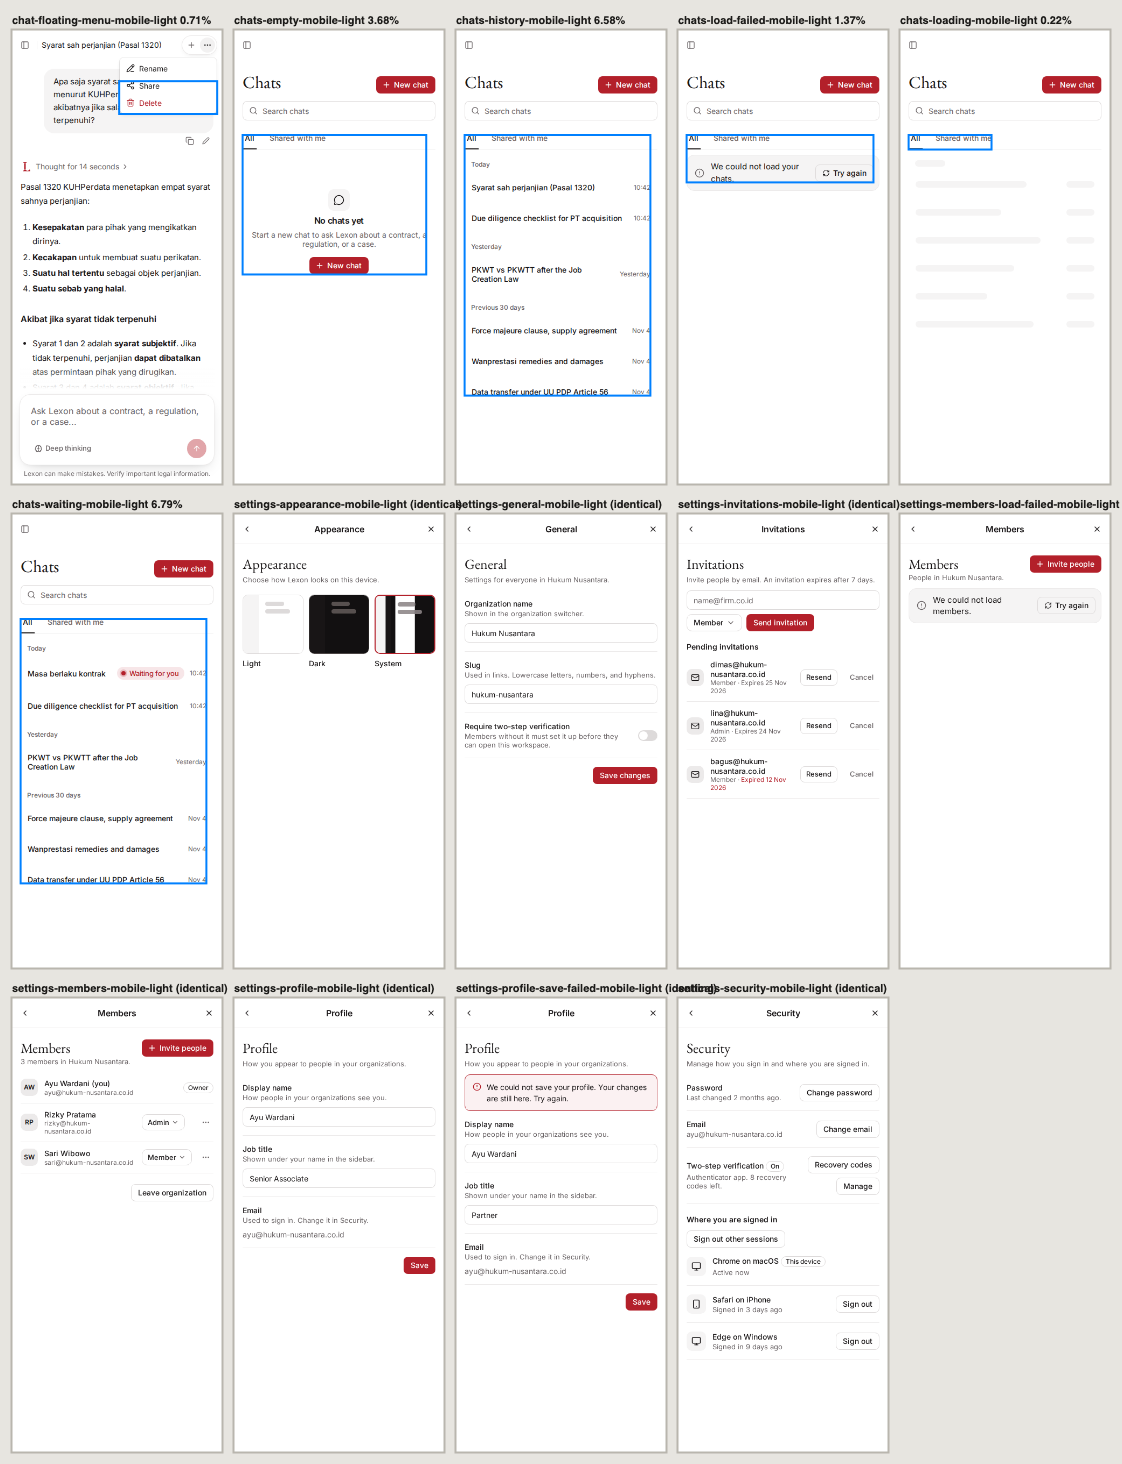 chat-floating-menu-mobile-light 0.71%
Syarat sah perjanjian (Pasal 1320)
Rename
Share
Delete
Apa saja syarat sa
menurut KUHPer
akibatnya jika sal
terpenuhi?
Thought for 14 seconds
Pasal 1320 KUHPerdata menetapkan empat syarat
sahnya perjanjian:
1. Kesepakatan para pihak yang mengikatkan
dirinya.
2. Kecakapan untuk membuat suatu perikatan.
3. Suatu hal tertentu sebagai objek perjanjian.
4. Suatu sebab yang halal.
Akibat jika syarat tidak terpenuhi
• Syarat 1 dan 2 adalah syarat subjektif. Jika
tidak terpenuhi, perjanjian dapat dibatalkan
atas permintaan pihak yang dirugikan.
Ask Lexon about a contract, a regulation,
or a case...
Deep thinking
Lexon can make mistakes. Verify important legal information.
chats-empty-mobile-light 3.68%
Chats
+ New chat
Search chats
All Shared with me
No chats yet
Start a new chat to ask Lexon about a contract, a
regulation, or a case.
+ New chat
chats-history-mobile-light 6.58%
Chats
+ New chat
Search chats
All Shared with me
Today
Syarat sah perjanjian (Pasal 1320) 10:42
Due diligence checklist for PT acquisition 10:42
Yesterday
PKWT vs PKWTT after the Job
Creation Law
Yesterday
Previous 30 days
Force majeure clause, supply agreement Nov 4
Wanprestasi remedies and damages Nov 4
Data transfer under UU PDP Article 56 Nov 4
chats-load-failed-mobile-light 1.37%
Chats
+ New chat
Search chats
All Shared with me
We could not load your
chats.
Try again
chats-loading-mobile-light 0.22%
Chats
+ New chat
Search chats
All Shared with me
chats-waiting-mobile-light 6.79%
Chats
+ New chat
Search chats
All Shared with me
Today
Masa berlaku kontrak Waiting for you 10:42
Due diligence checklist for PT acquisition 10:42
Yesterday
PKWT vs PKWTT after the Job
Creation Law
Yesterday
Previous 30 days
Force majeure clause, supply agreement Nov 4
Wanprestasi remedies and damages Nov 4
Data transfer under UU PDP Article 56 Nov 4
settings-appearance-mobile-light (identical)
Appearance
Appearance
Choose how Lexon looks on this device.
Light Dark System
settings-general-mobile-light (identical)
General
General
Settings for everyone in Hukum Nusantara.
Organization name
Shown in the organization switcher.
Hukum Nusantara
Slug
Used in links. Lowercase letters, numbers, and hyphens.
hukum-nusantara
Require two-step verification
Members without it must set it up before they
can open this workspace.
Save changes
settings-invitations-mobile-light (identical)
Invitations
Invitations
Invite people by email. An invitation expires after 7 days.
name@firm.co.id
Member Send invitation
Pending invitations
dimas@hukum-
nusantara.co.id
Member · Expires 25 Nov
2026
Resend Cancel
lina@hukum-
nusantara.co.id
Admin · Expires 24 Nov
2026
Resend Cancel
bagus@hukum-
nusantara.co.id
Member · Expired 12 Nov
2026
Resend Cancel
settings-members-load-failed-mobile-light
Members
Members
+ Invite people
People in Hukum Nusantara.
We could not load
members.
Try again
settings-members-mobile-light (identical)
Members
Members
+ Invite people
3 members in Hukum Nusantara.
AW Ayu Wardani (you)
ayu@hukum-nusantara.co.id
Owner
RP Rizky Pratama
rizky@hukum-
nusantara.co.id
Admin
SW Sari Wibowo
sari@hukum-nusantara.co.id
Member
Leave organization
settings-profile-mobile-light (identical)
Profile
Profile
How you appear to people in your organizations.
Display name
How people in your organizations see you.
Ayu Wardani
Job title
Shown under your name in the sidebar.
Senior Associate
Email
Used to sign in. Change it in Security.
ayu@hukum-nusantara.co.id
Save
settings-profile-save-failed-mobile-light
Profile
Profile
How you appear to people in your organizations.
We could not save your profile. Your changes
are still here. Try again.
Display name
How people in your organizations see you.
Ayu Wardani
Job title
Shown under your name in the sidebar.
Partner
Email
Used to sign in. Change it in Security.
ayu@hukum-nusantara.co.id
Save
settings-security-mobile-light (identical)
Security
Security
Manage how you sign in and where you are signed in.
Password
Last changed 2 months ago.
Change password
Email
ayu@hukum-nusantara.co.id
Change email
Two-step verification On
Authenticator app. 8 recovery
codes left.
Recovery codes
Manage
Where you are signed in
Sign out other sessions
Chrome on macOS This device
Active now
Safari on iPhone
Signed in 3 days ago
Sign out
Edge on Windows
Signed in 9 days ago
Sign out